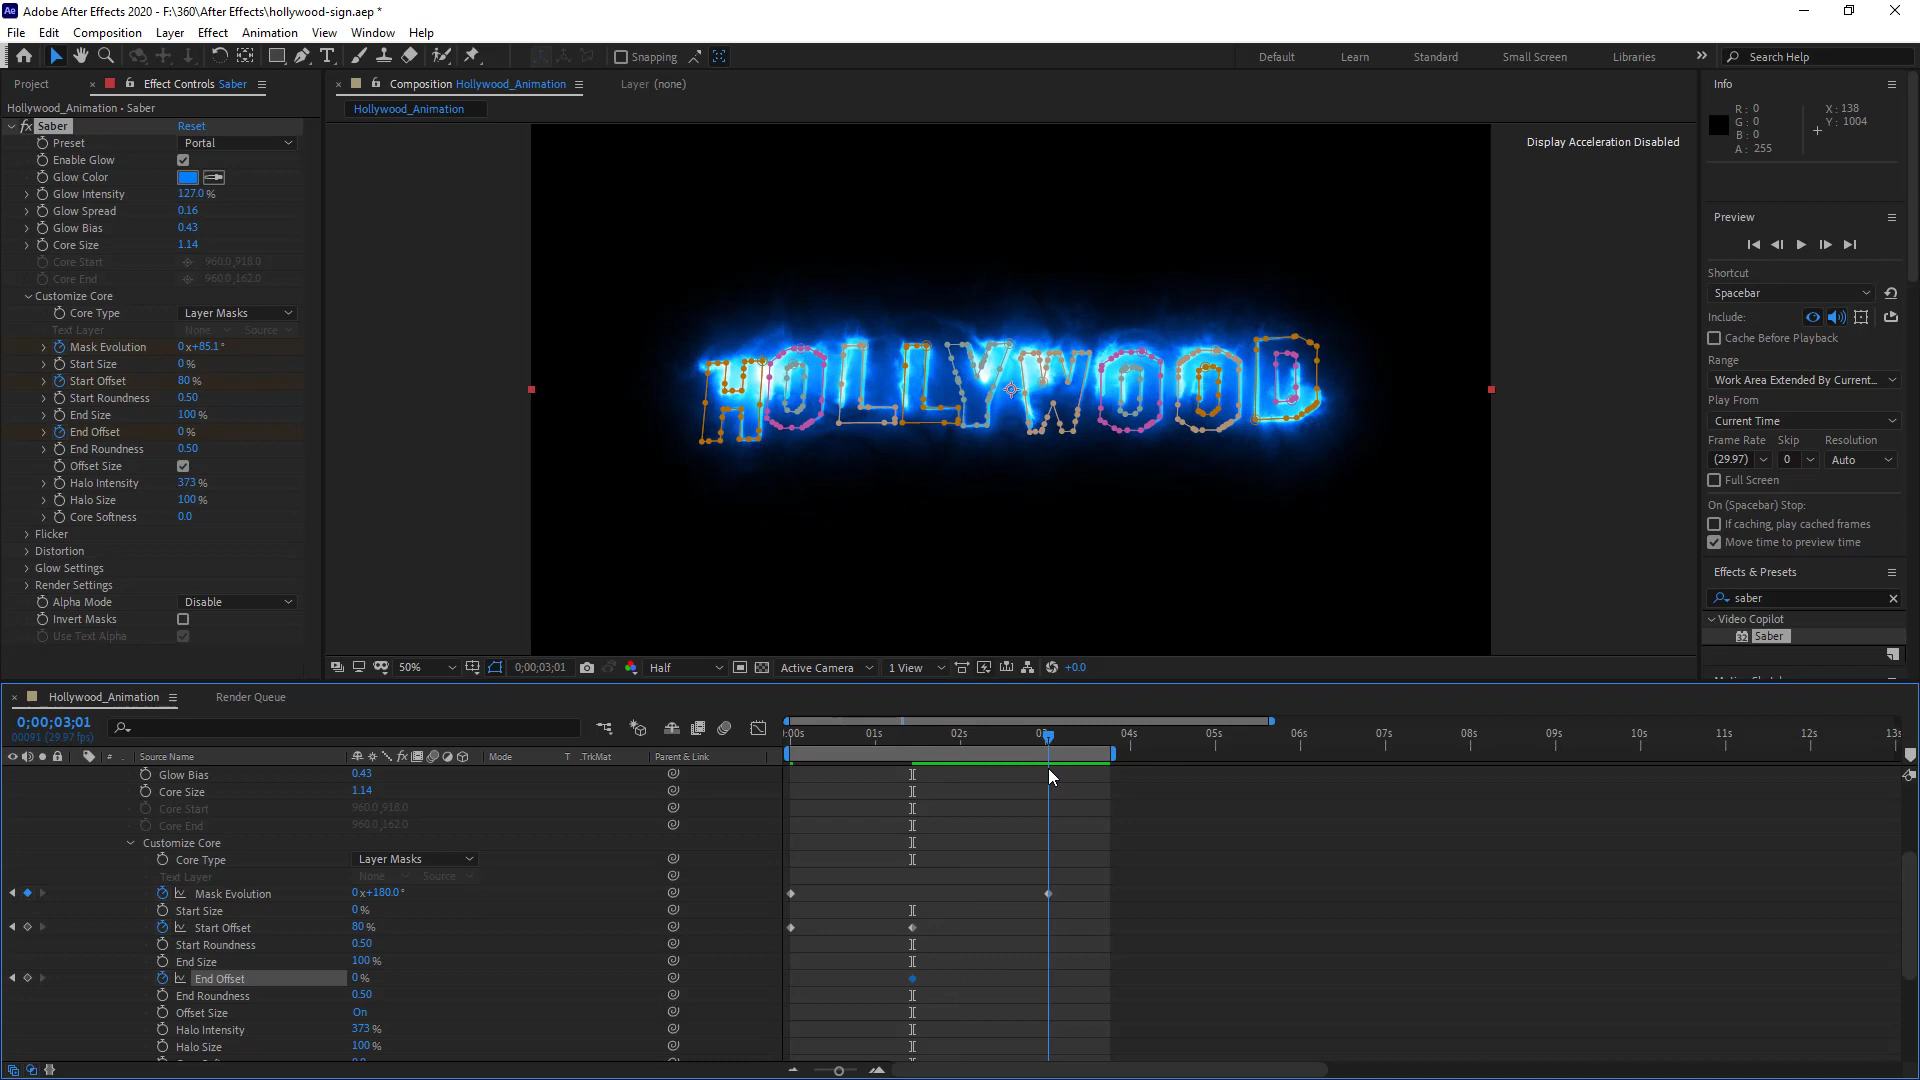 Ae Adobe After Effects 2020 - F:\360\After Effects\hollywood-sign.aep *
File Edit Composition Layer Effect Animation View Window Help
Snapping Default Learn Standard Small Screen Libraries Search Help
Project Effect Controls Saber Composition Hollywood_Animation Layer (none) Info
Hollywood_Animation • Saber
Hollywood_Animation
fx Saber Reset
Preset Portal
Enable Glow
Glow Color
Glow Intensity 127.0 %
Glow Spread 0.16
Glow Bias 0.43
Core Size 1.14
Core Start 960.0,918.0
Core End 960.0,162.0
Customize Core
Core Type Layer Masks
Text Layer None Source
Mask Evolution 0x+85.1°
Start Size 0 %
Start Offset 80 %
Start Roundness 0.50
End Size 100 %
End Offset 0 %
End Roundness 0.50
Offset Size
Halo Intensity 373 %
Halo Size 100 %
Core Softness 0.0
Flicker
Distortion
Glow Settings
Render Settings
Alpha Mode Disable
Invert Masks
Use Text Alpha
Display Acceleration Disabled
HOLLYWOOD
50% 0;00;03;01 Half Active Camera 1 View +0.0
R : 0 X : 138
G : 0 Y : 1004
B : 0
A : 255
Preview
Shortcut
Spacebar
Include:
Cache Before Playback
Range
Work Area Extended By Current...
Play From
Current Time
Frame Rate Skip Resolution
(29.97) 0 Auto
Full Screen
On (Spacebar) Stop:
If caching, play cached frames
Move time to preview time
Effects & Presets
saber
Video Copilot
32 Saber
Hollywood_Animation Render Queue
0;00;03;01
00091 (29.97 fps)
:00s 01s 02s 04s 05s 06s 07s 08s 09s 10s 11s 12s 13s
# Source Name fx Mode T .TrkMat Parent & Link
Glow Bias 0.43
Core Size 1.14
Core Start 960.0,918.0
Core End 960.0,162.0
Customize Core
Core Type Layer Masks
Text Layer None Source
Mask Evolution 0x+180.0°
Start Size 0 %
Start Offset 80 %
Start Roundness 0.50
End Size 100 %
End Offset 0 %
End Roundness 0.50
Offset Size On
Halo Intensity 373 %
Halo Size 100 %